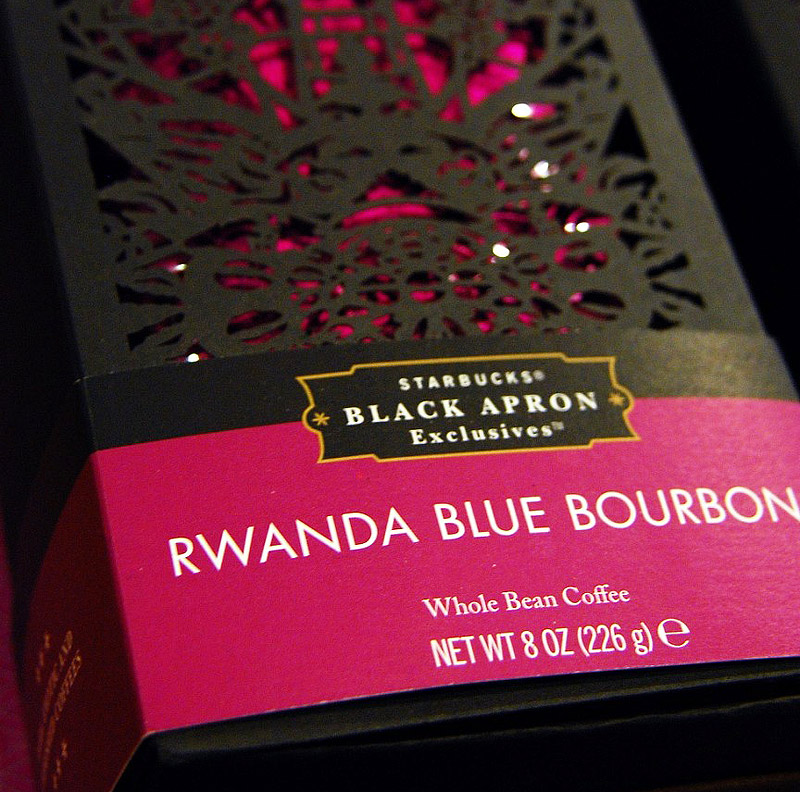 STARBUCKS®
BLACK APRON
Exclusives™
RWANDA BLUE BOURBON
Whole Bean Coffee
NET WT 8 OZ (226 g) ℮